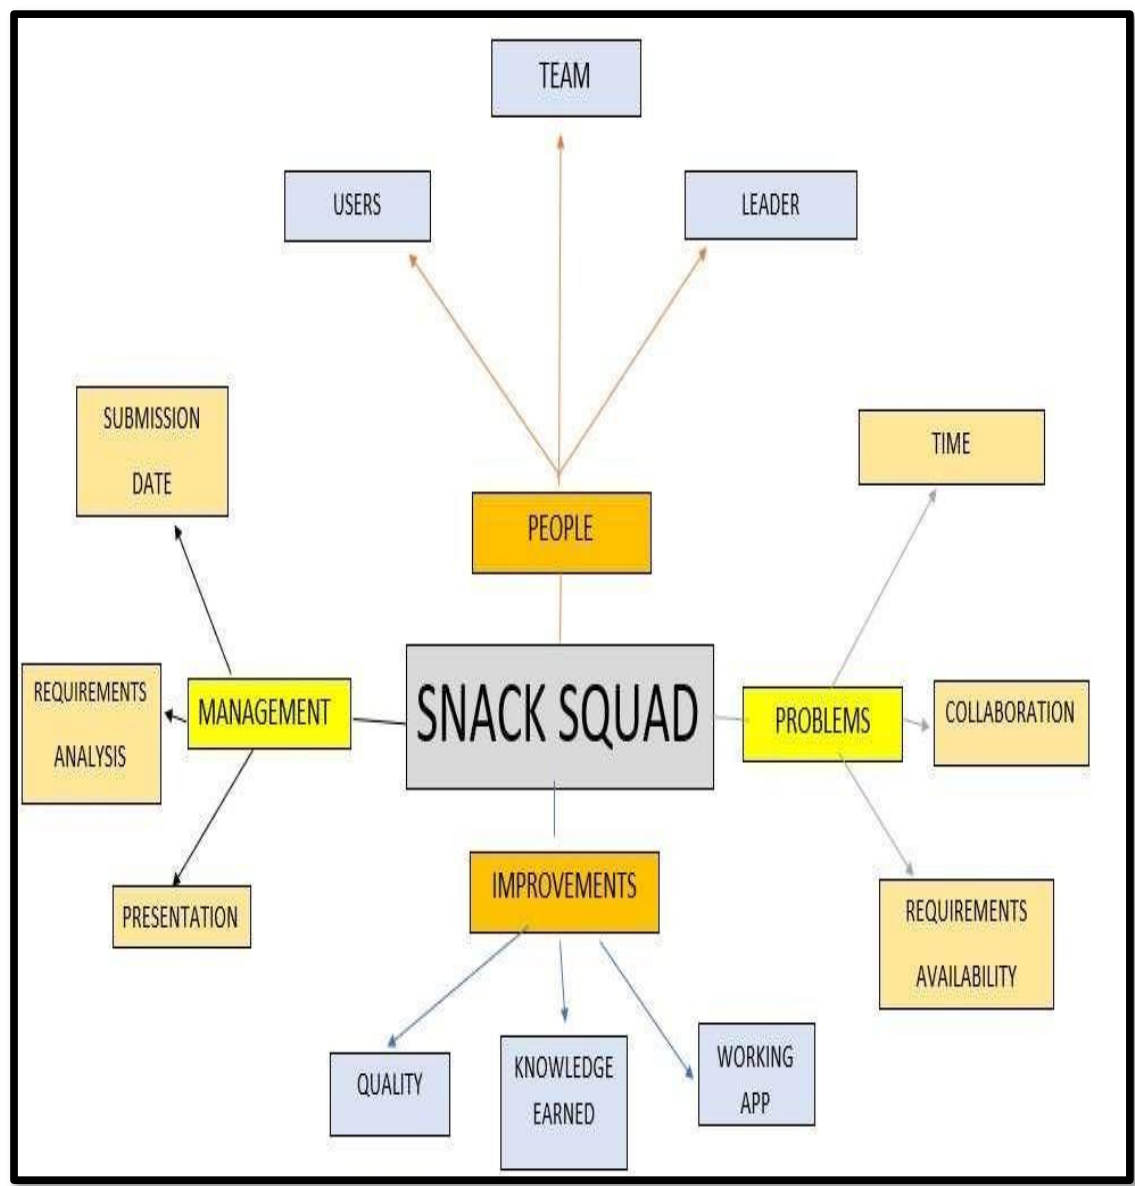 TEAM
USERS
LEADER
SUBMISSION
DATE
TIME
PEOPLE
REQUIREMENTS
ANALYSIS
MANAGEMENT
SNACK SQUAD
PROBLEMS
COLLABORATION
IMPROVEMENTS
PRESENTATION
REQUIREMENTS
AVAILABILITY
QUALITY
KNOWLEDGE
EARNED
WORKING
APP